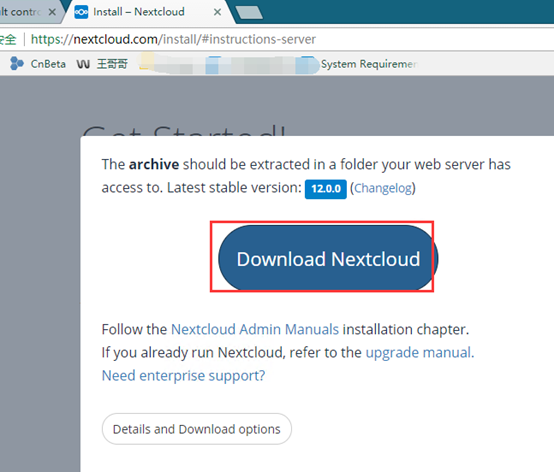 ult contro
Install – Nextcloud
安全 https://nextcloud.com/install/#instructions-server
CnBeta W 王哥哥 System Requiremen
Get Started!
The archive should be extracted in a folder your web server has
access to. Latest stable version: 12.0.0 (Changelog)
Download Nextcloud
Follow the Nextcloud Admin Manuals installation chapter.
If you already run Nextcloud, refer to the upgrade manual.
Need enterprise support?
Details and Download options